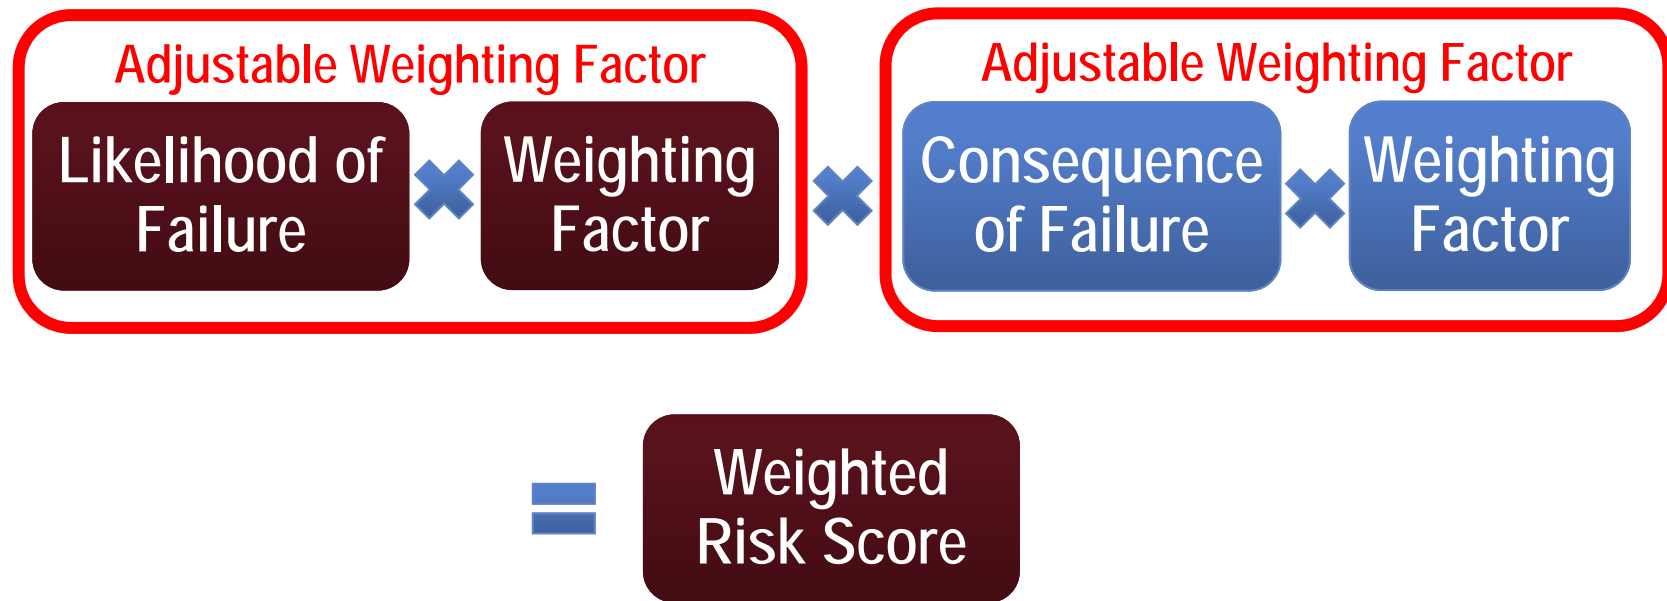 Adjustable Weighting Factor
Likelihood of
Failure
Weighting
Factor
Adjustable Weighting Factor
Consequence
of Failure
Weighting
Factor
Weighted
Risk Score